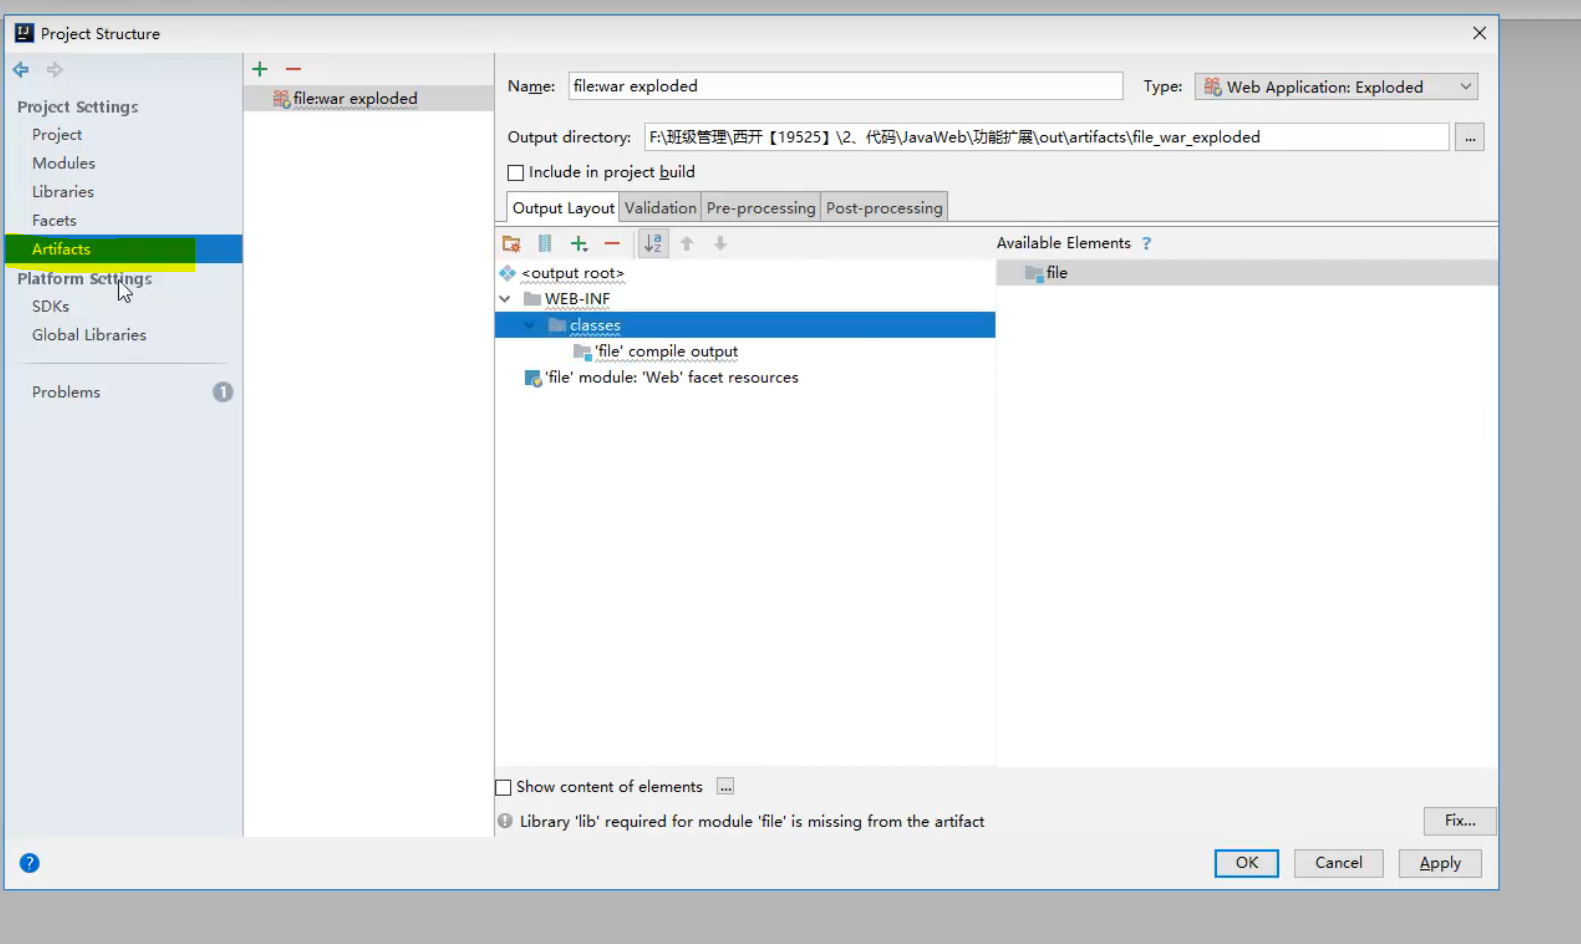 Project Structure
Project Settings
Project
Modules
Libraries
Facets
Artifacts
Platform Settings
SDKs
Global Libraries
Problems
1
file:war exploded
Name: file:war exploded
Type: Web Application: Exploded
Output directory: F:\班级管理\西开【19525】\2、代码\JavaWeb\功能扩展\out\artifacts\file_war_exploded
...
Include in project build
Output Layout Validation Pre-processing Post-processing
Available Elements ?
<output root>
WEB-INF
classes
'file' compile output
'file' module: 'Web' facet resources
file
Show content of elements ...
Library 'lib' required for module 'file' is missing from the artifact
Fix...
? OK Cancel Apply